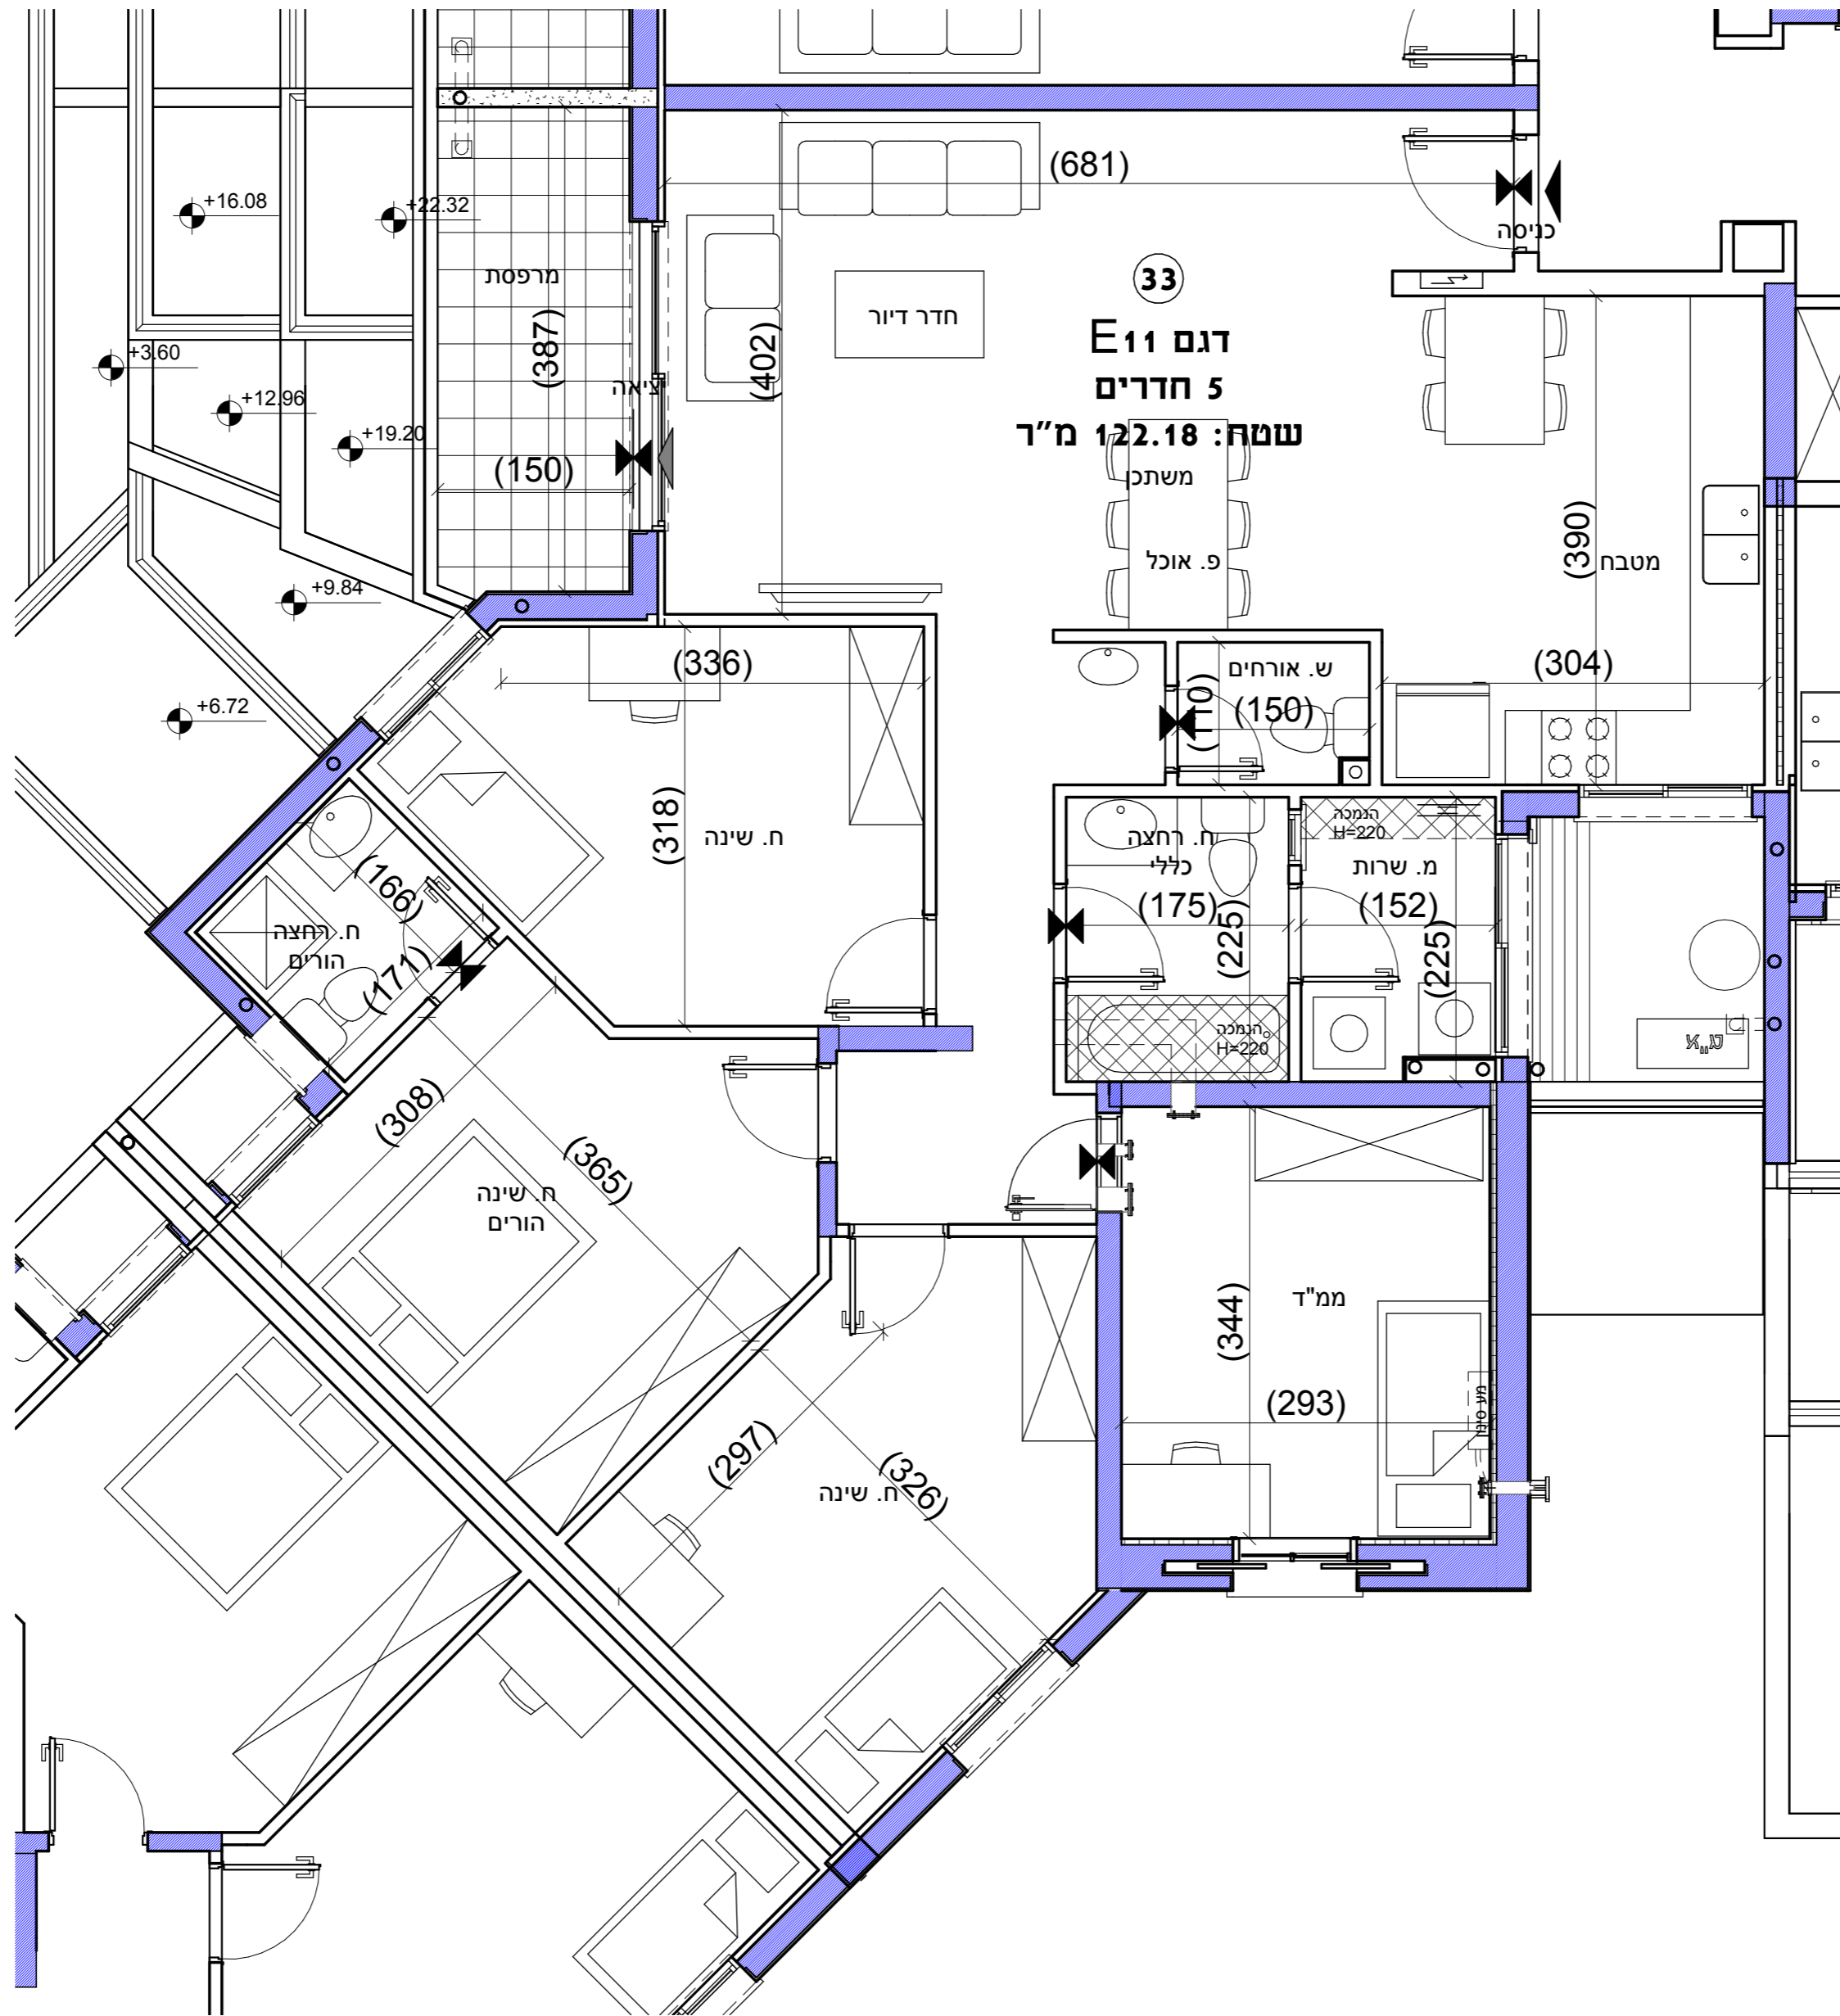 (681)
+16.08
+22.32
כניסה
מרפסת
33
חדר דיור
דגם E11
5 חדרים
שטח: 122.18 מ"ר
משתכן
(387)
(402)
יציאה
+3.60
+12.96
+19.20
(150)
פ. אוכל
(390)
מטבח
+9.84
(336)
ש. אורחים
(110)
(150)
(304)
+6.72
(318)
ח. שינה
ח. רחצה
כללי
(175)
(225)
הנמכה
H=220
מ. שרות
(152)
(225)
(166)
ח. רחצה
הורים
(171)
הנמכה
H=220
(308)
(365)
ח. שינה
הורים
ממ"ד
(344)
(293)
(297)
(326)
ח. שינה